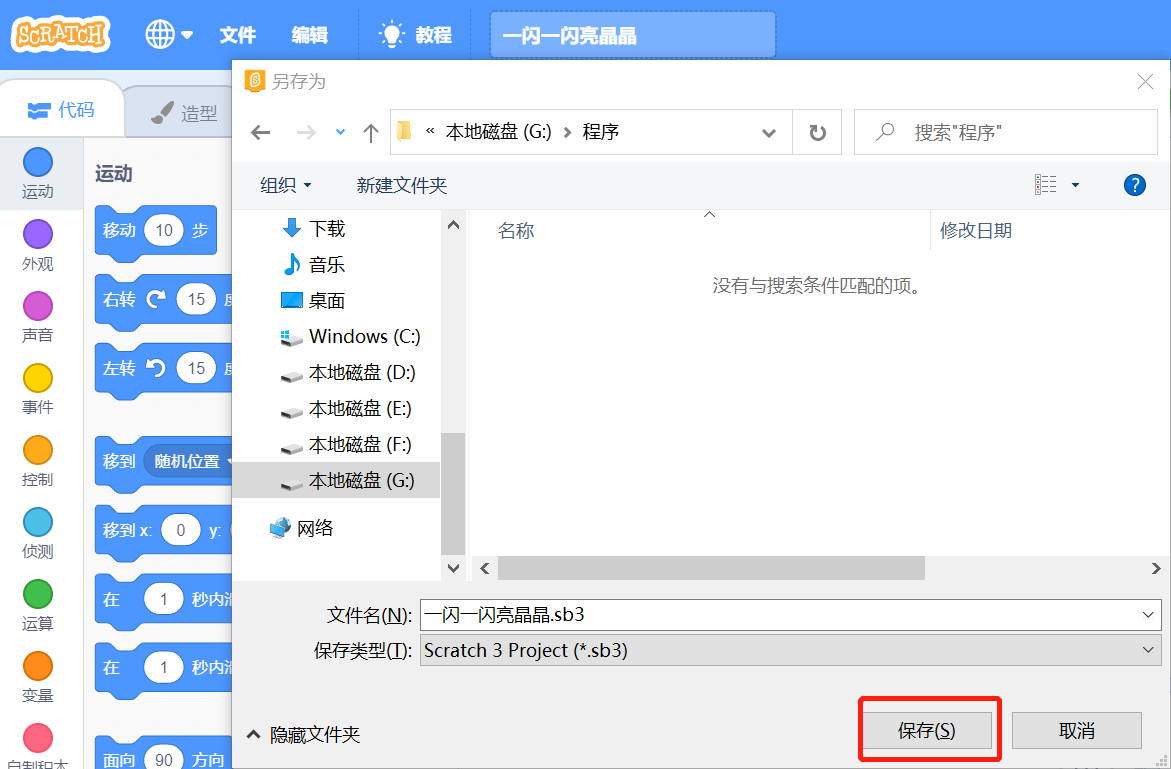 SCRATCH 文件 编辑 教程 一闪一闪亮晶晶
代码 造型
运动
外观
声音
事件
控制
侦测
运算
变量
自制积木
运动
移动 10 步
右转 15 度
左转 15 度
移到 随机位置
移到 x: 0 y:
在 1 秒内滑
在 1 秒内滑
面向 90 方向
另存为
« 本地磁盘 (G:) › 程序
搜索"程序"
组织 新建文件夹
下载
音乐
桌面
Windows (C:)
本地磁盘 (D:)
本地磁盘 (E:)
本地磁盘 (F:)
本地磁盘 (G:)
网络
名称 修改日期
没有与搜索条件匹配的项。
文件名(N): 一闪一闪亮晶晶.sb3
保存类型(T): Scratch 3 Project (*.sb3)
隐藏文件夹 保存(S) 取消